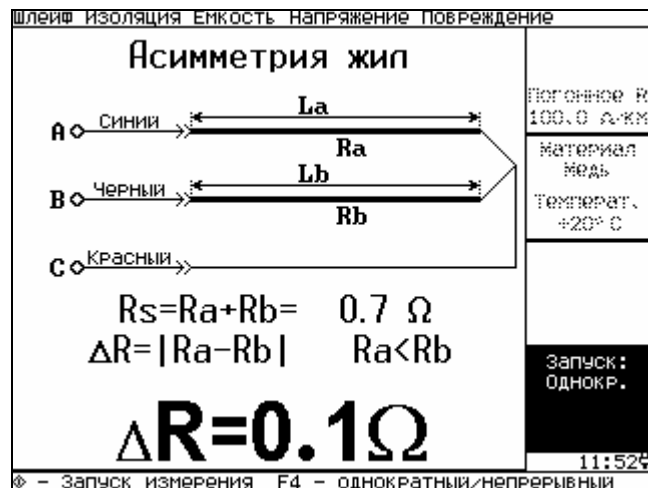 Шлейф Изоляция Емкость Напряжение Повреждение
Асимметрия жил
Погонное R
100.0 Ω/км
Материал
Медь
Температ.
+20° C
A Синий La
Ra
B Черный Lb
Rb
C Красный
Rs=Ra+Rb= 0.7 Ω
ΔR=|Ra-Rb| Ra<Rb
ΔR=0.1Ω
Запуск:
Однокр.
11:52
– Запуск измерения F4 – однократный/непрерывный